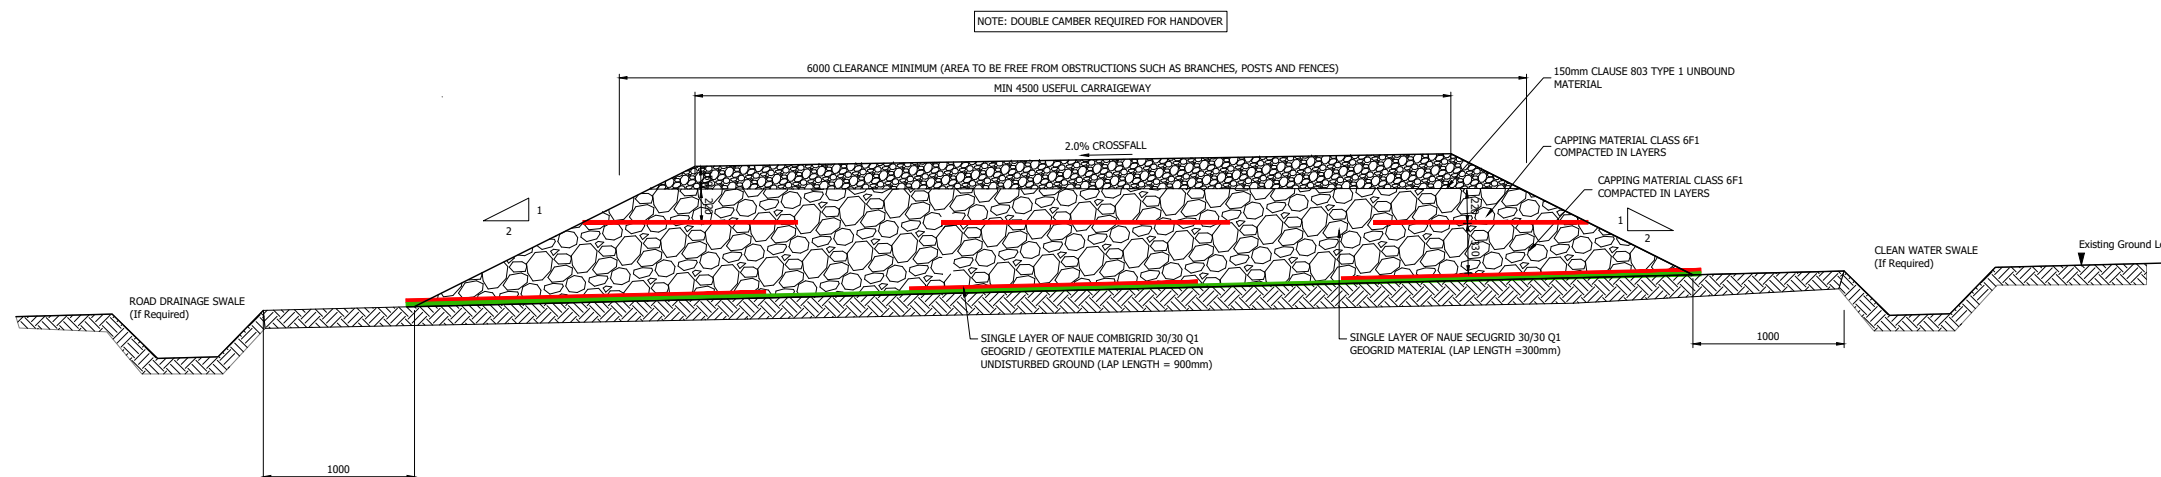 NOTE: DOUBLE CAMBER REQUIRED FOR HANDOVER
6000 CLEARANCE MINIMUM (AREA TO BE FREE FROM OBSTRUCTIONS SUCH AS BRANCHES, POSTS AND FENCES)
MIN 4500 USEFUL CARRAIGEWAY
150mm CLAUSE 803 TYPE 1 UNBOUND
MATERIAL
2.0% CROSSFALL
CAPPING MATERIAL CLASS 6F1
COMPACTED IN LAYERS
CAPPING MATERIAL CLASS 6F1
COMPACTED IN LAYERS
1
2
1
2
CLEAN WATER SWALE
(If Required)
Existing Ground Le
ROAD DRAINAGE SWALE
(If Required)
SINGLE LAYER OF NAUE COMBIGRID 30/30 Q1
GEOGRID / GEOTEXTILE MATERIAL PLACED ON
UNDISTURBED GROUND (LAP LENGTH = 900mm)
SINGLE LAYER OF NAUE SECUGRID 30/30 Q1
GEOGRID MATERIAL (LAP LENGTH =300mm)
1000
1000